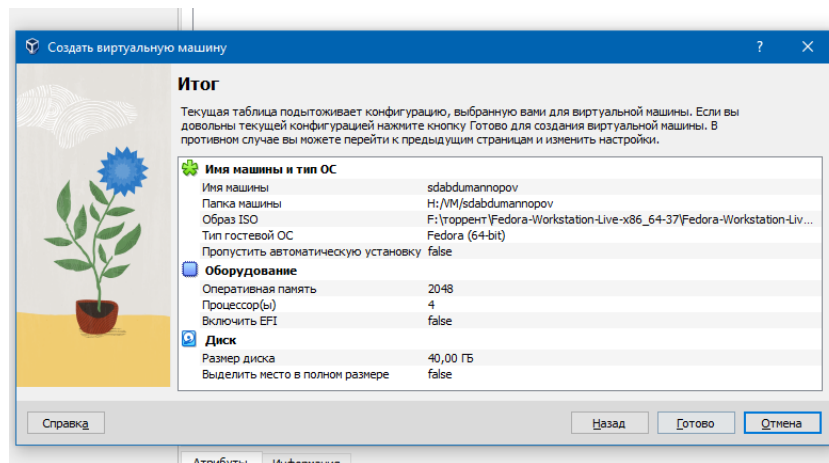 Создать виртуальную машину
Итог
Текущая таблица подытоживает конфигурацию, выбранную вами для виртуальной машины. Если вы
довольны текущей конфигурацией нажмите кнопку Готово для создания виртуальной машины. В
противном случае вы можете перейти к предыдущим страницам и изменить настройки.
Имя машины и тип ОС
Имя машины sdabdumannopov
Папка машины H:/VM/sdabdumannopov
Образ ISO F:\торрент\Fedora-Workstation-Live-x86_64-37\Fedora-Workstation-Liv...
Тип гостевой ОС Fedora (64-bit)
Пропустить автоматическую установку false
Оборудование
Оперативная память 2048
Процессор(ы) 4
Включить EFI false
Диск
Размер диска 40,00 ГБ
Выделить место в полном размере false
Справка Назад Готово Отмена
Атрибуты Информация